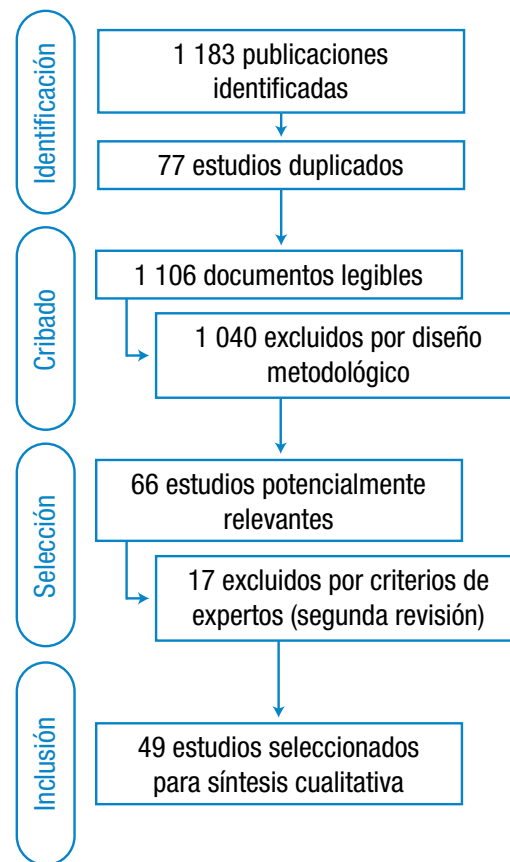 Identificación
1 183 publicaciones
identificadas
77 estudios duplicados
Cribado
1 106 documentos legibles
1 040 excluidos por diseño
metodológico
Selección
66 estudios potencialmente
relevantes
17 excluidos por criterios de
expertos (segunda revisión)
Inclusión
49 estudios seleccionados
para síntesis cualitativa